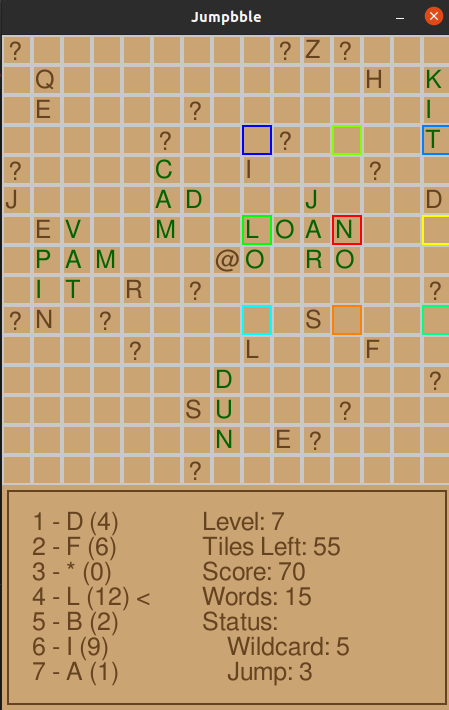 Jumpbble
? ? Z ?
Q H K
E ? I
? ? T
? C I ?
J A D J D
E V M L O A N
P A M @ O R O
I T R ? ?
? N ? S
? L F
D ?
S U ?
N E ?
?
1 - D (4) Level: 7
2 - F (6) Tiles Left: 55
3 - * (0) Score: 70
4 - L (12) < Words: 15
5 - B (2) Status:
6 - I (9) Wildcard: 5
7 - A (1) Jump: 3